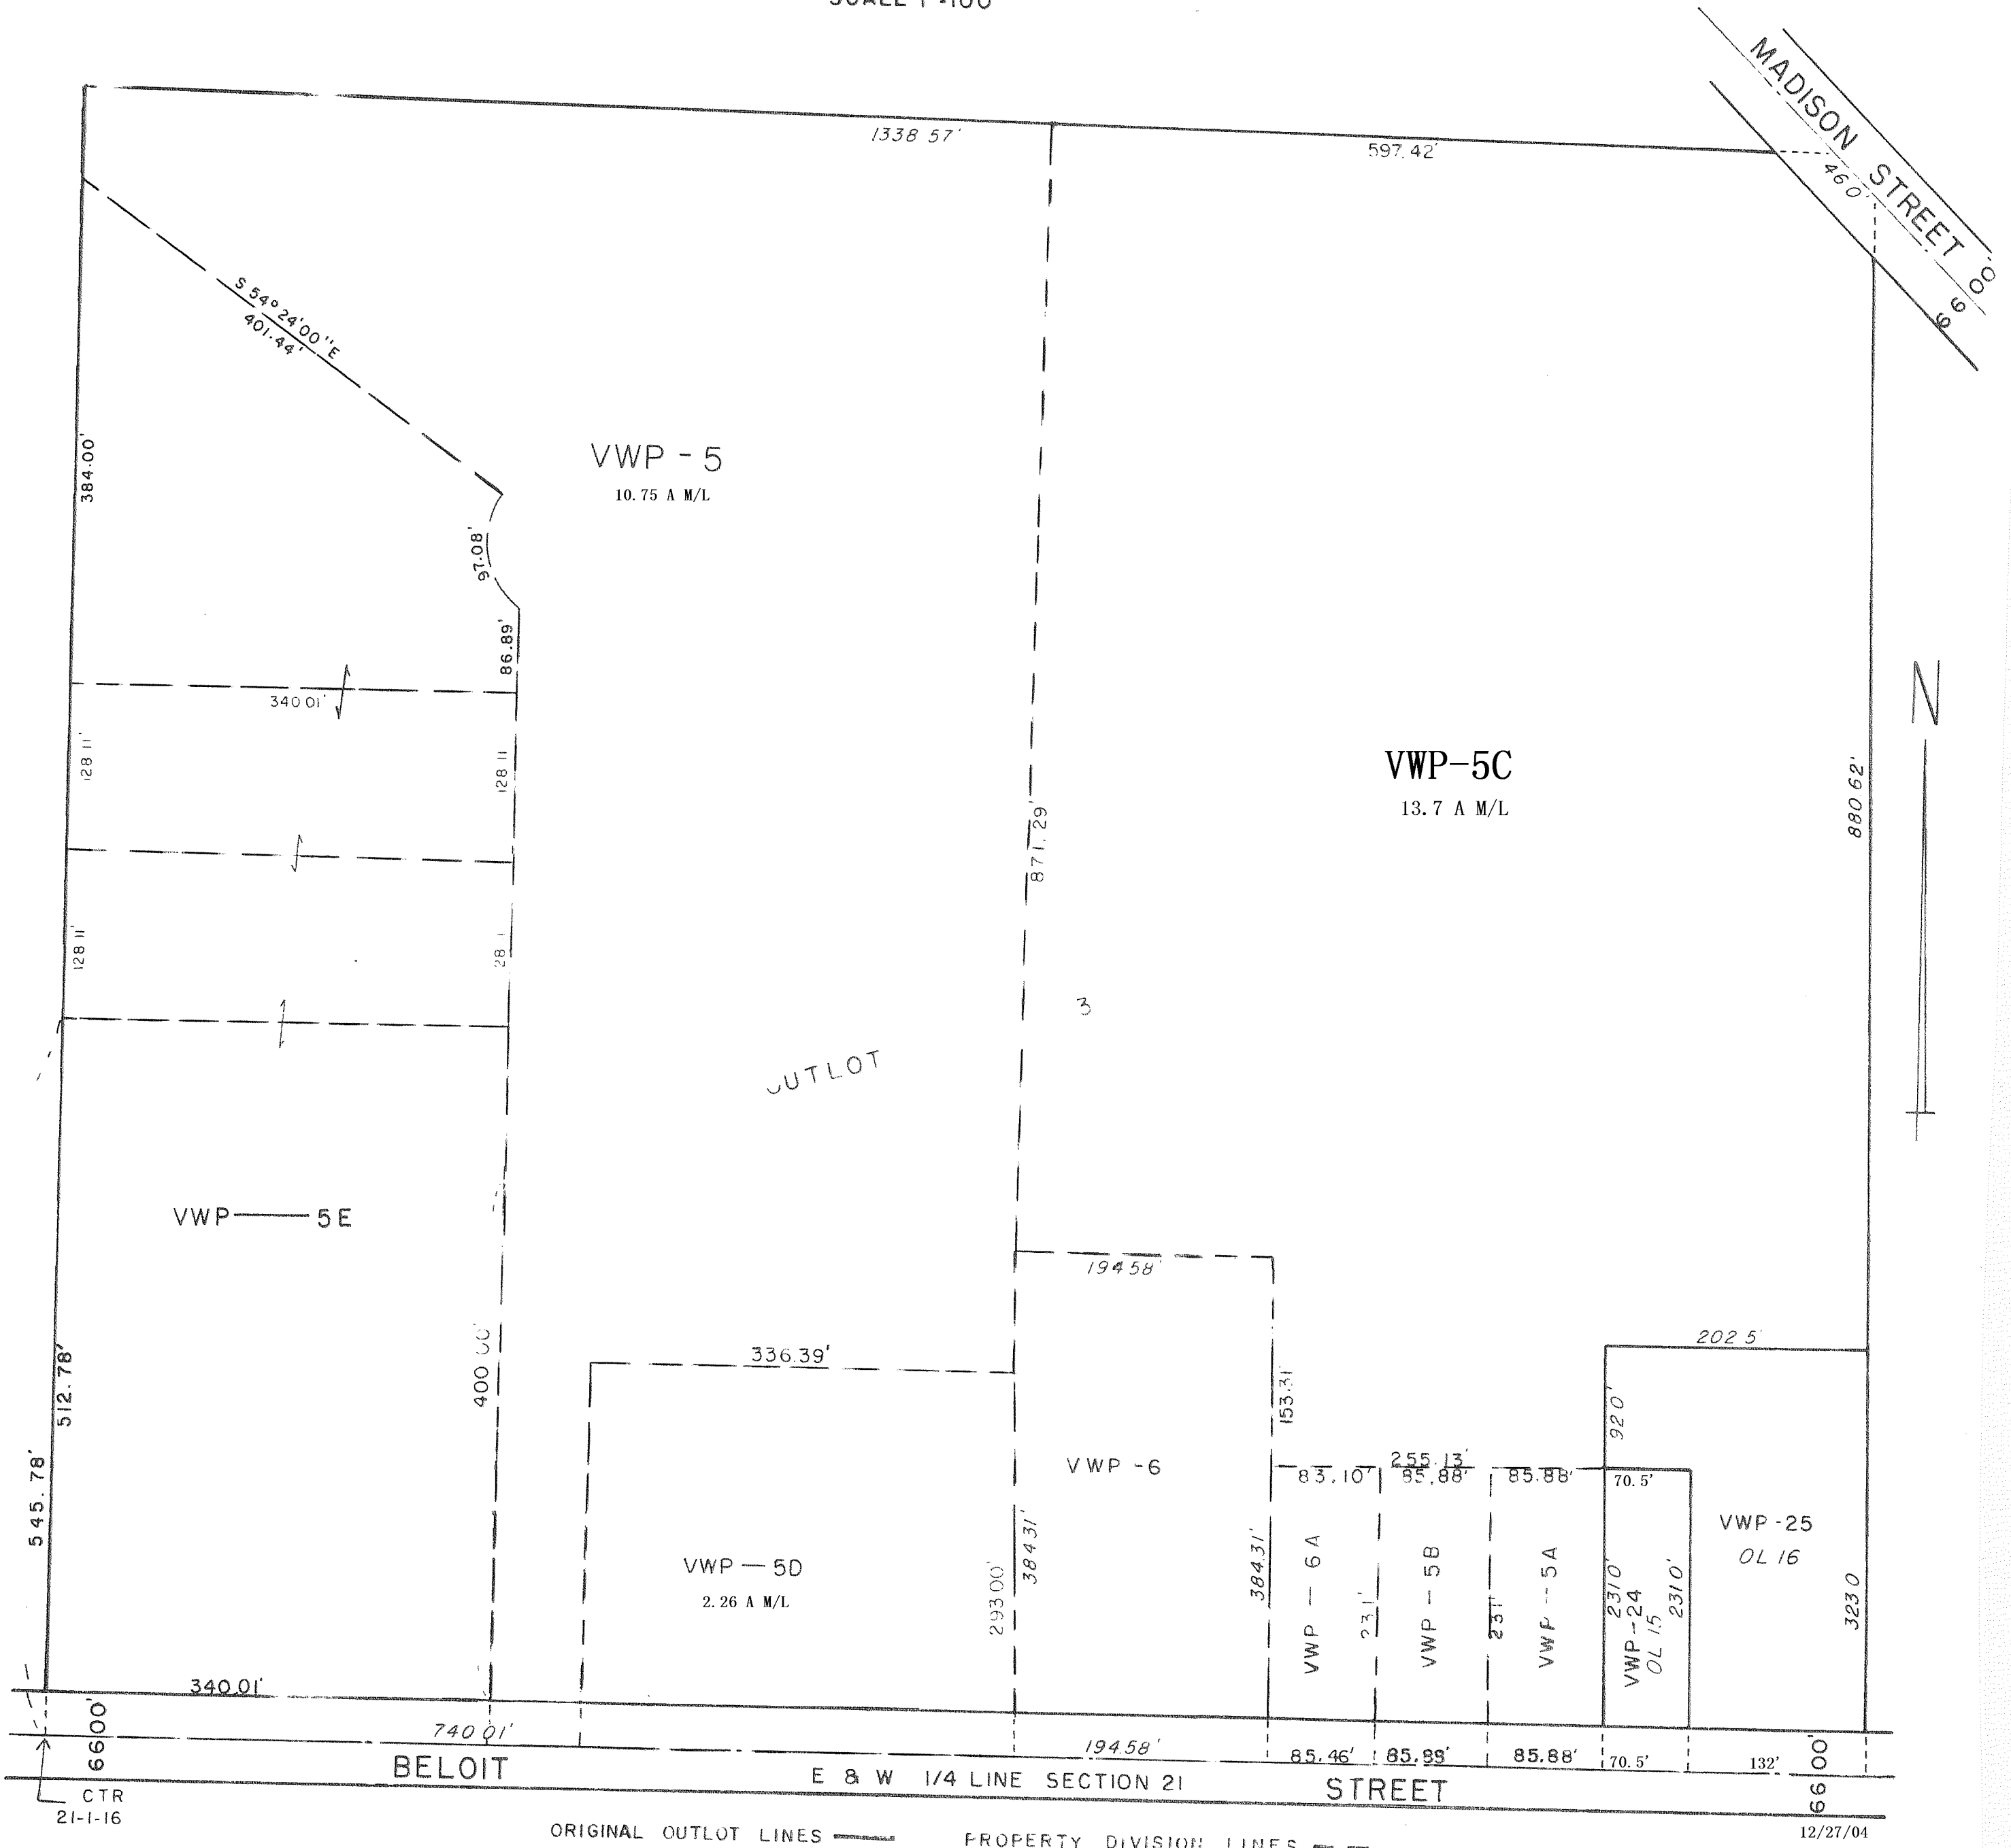 MADISON STREET
1338 57'
597.42'
460'
66.00'
S 54° 24' 00" E
401.44'
384.00'
VWP - 5
10.75 A M/L
97.08'
86.89'
N
340 01'
128 11'
128 11
VWP-5C
13.7 A M/L
880 62'
871.29'
128 11'
28 1
3
OUTLOT
VWP 5E
194 58'
202 5'
336.39'
400 00'
512.78'
153.31'
92 0'
255.13'
83.10'
85.88'
85.88'
70.5'
VWP -6
545.78'
VWP-25
OL 16
VWP - 5D
2.26 A M/L
293 00'
384 31'
384.31'
VWP - 6A
231'
VWP - 5B
231'
VWP - 5A
231 0'
VWP-24
OL 15
231 0'
323 0
340.01'
66 00'
740 01'
194.58'
85.46'
85.88'
85.88'
70.5'
132'
66 00'
BELOIT
E & W 1/4 LINE SECTION 21
STREET
CTR
21-1-16
ORIGINAL OUTLOT LINES
PROPERTY DIVISION LINES
12/27/04